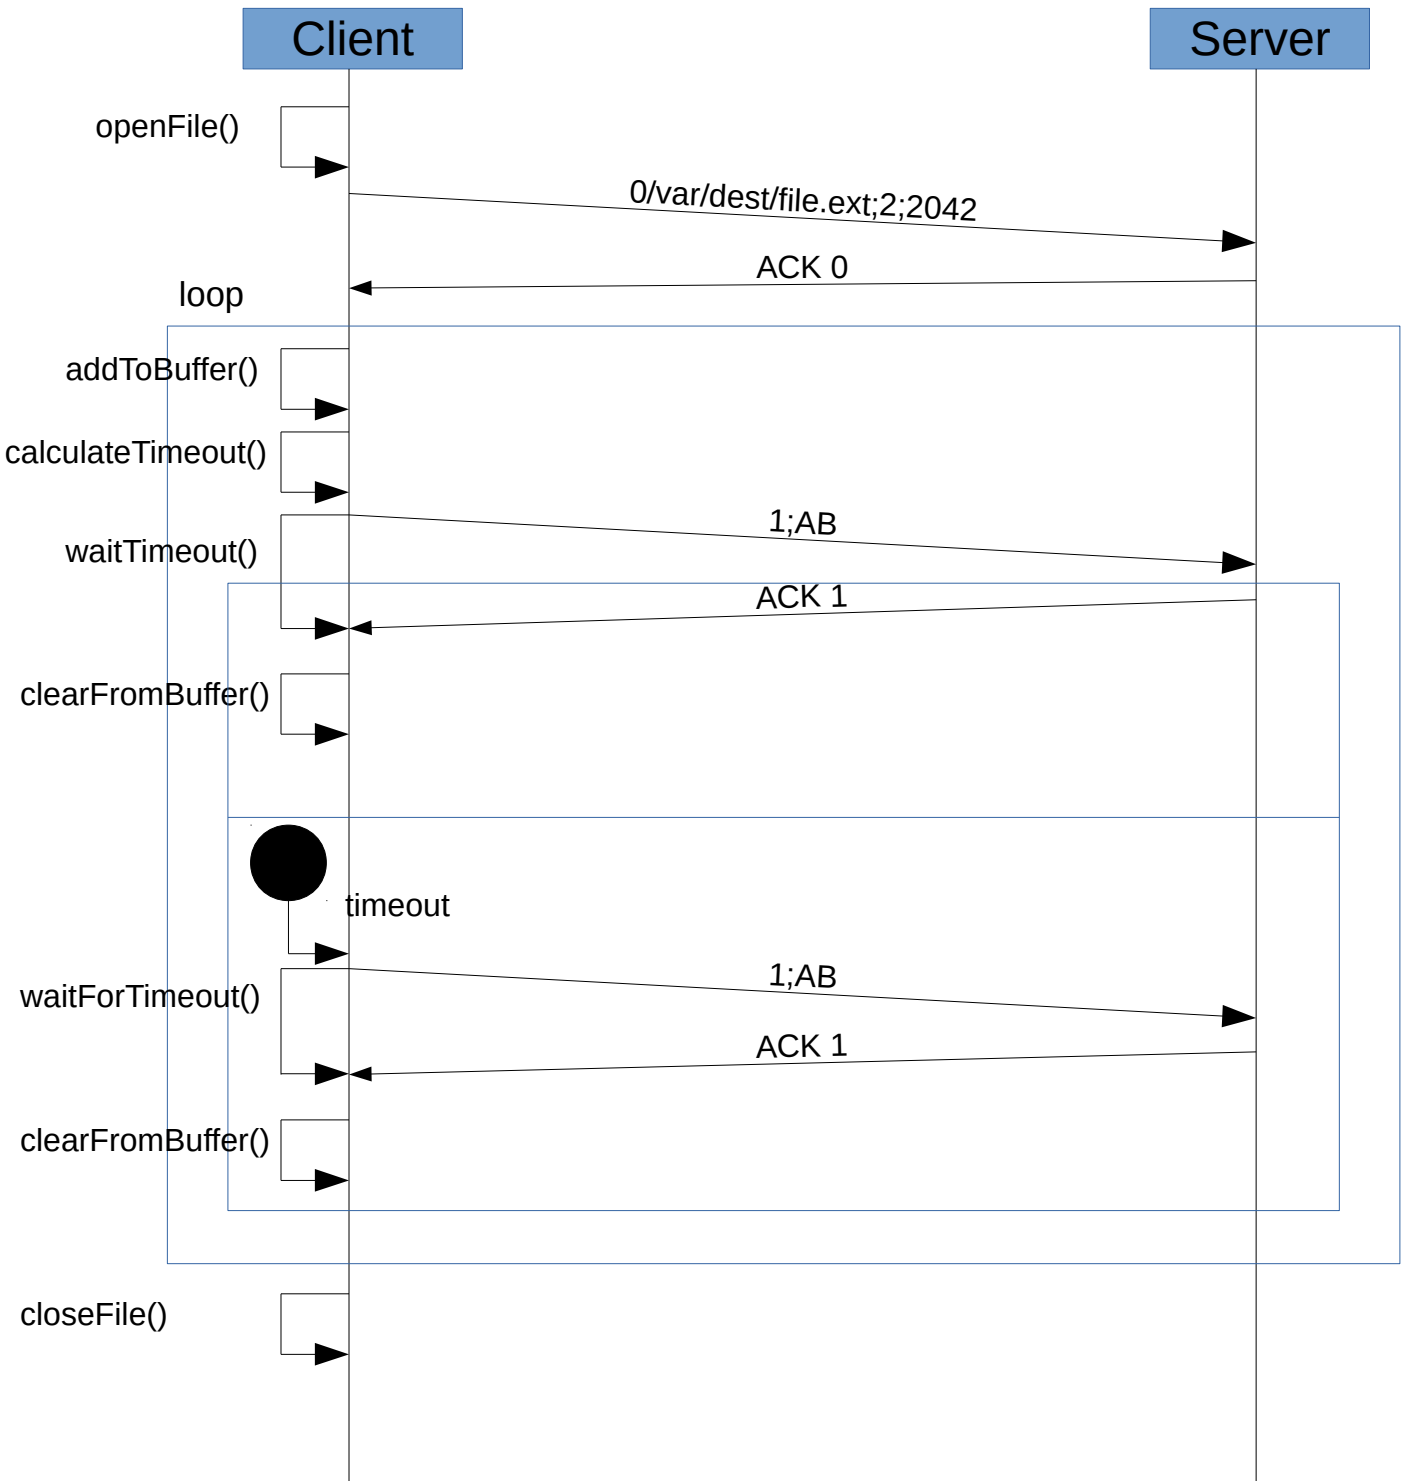 Client
Server
openFile()
0/var/dest/file.ext;2;2042
ACK 0
loop
addToBuffer()
calculateTimeout()
1;AB
waitTimeout()
ACK 1
clearFromBuffer()
timeout
1;AB
waitForTimeout()
ACK 1
clearFromBuffer()
closeFile()